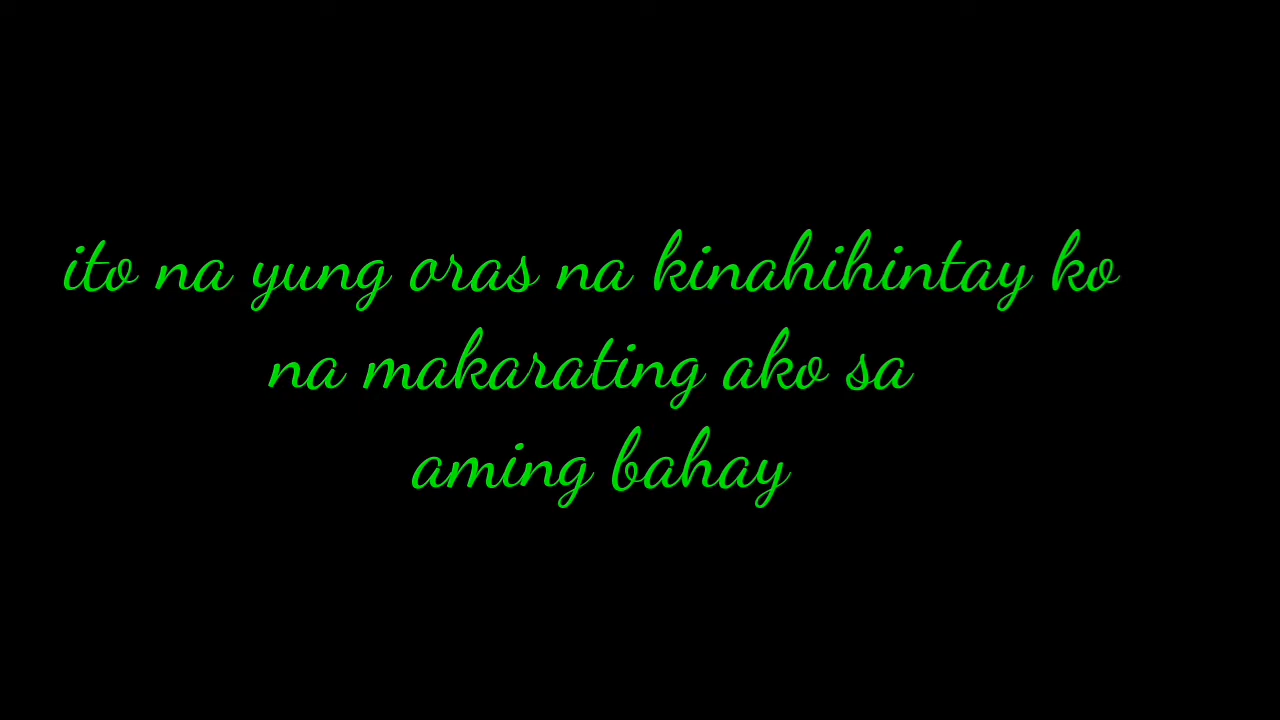 ito na yung oras na kinahihintay ko
na makarating ako sa
aming bahay